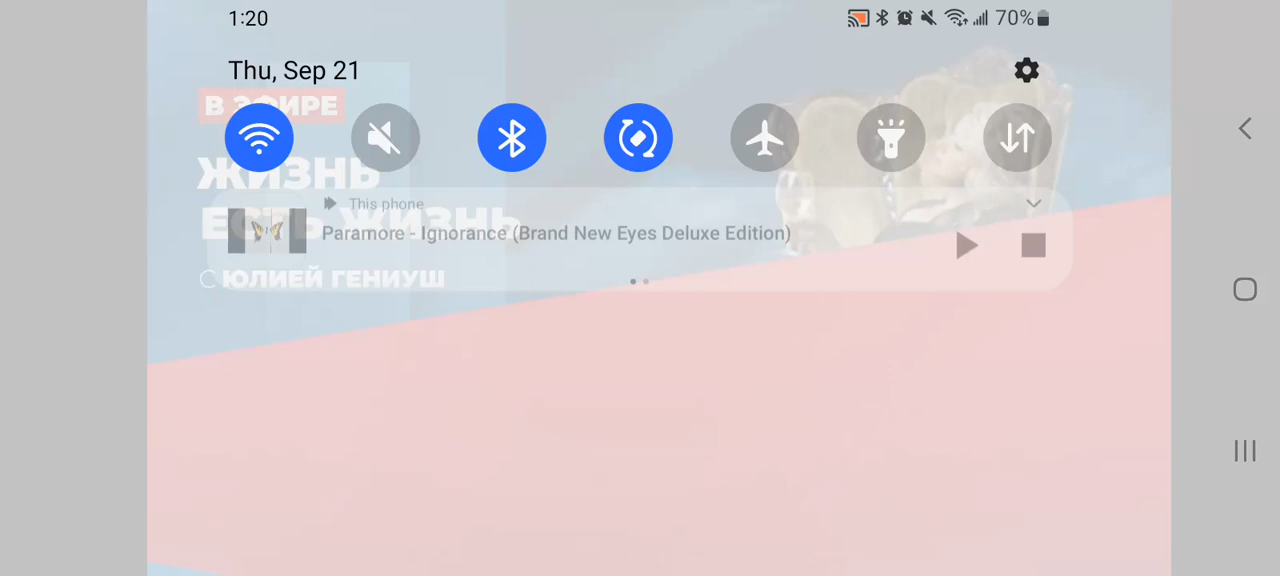 1:20
70%
Thu, Sep 21
В ЭФИРЕ
ЖИЗНЬ
ЕСТЬ ЖИЗНЬ
С ЮЛИЕЙ ГЕНИУШ
This phone
Paramore - Ignorance (Brand New Eyes Deluxe Edition)